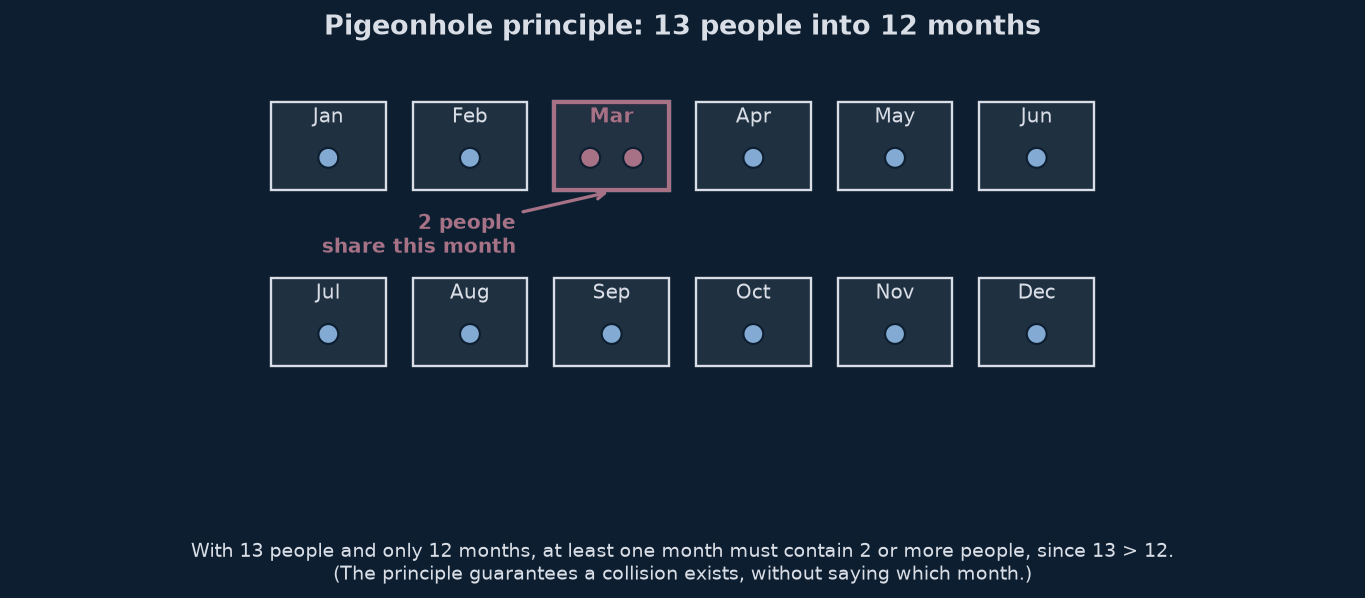 Pigeonhole principle: 13 people into 12 months
Jan
Feb
Mar
Apr
May
Jun
2 people
share this month
Jul
Aug
Sep
Oct
Nov
Dec
With 13 people and only 12 months, at least one month must contain 2 or more people, since 13 > 12.
(The principle guarantees a collision exists, without saying which month.)